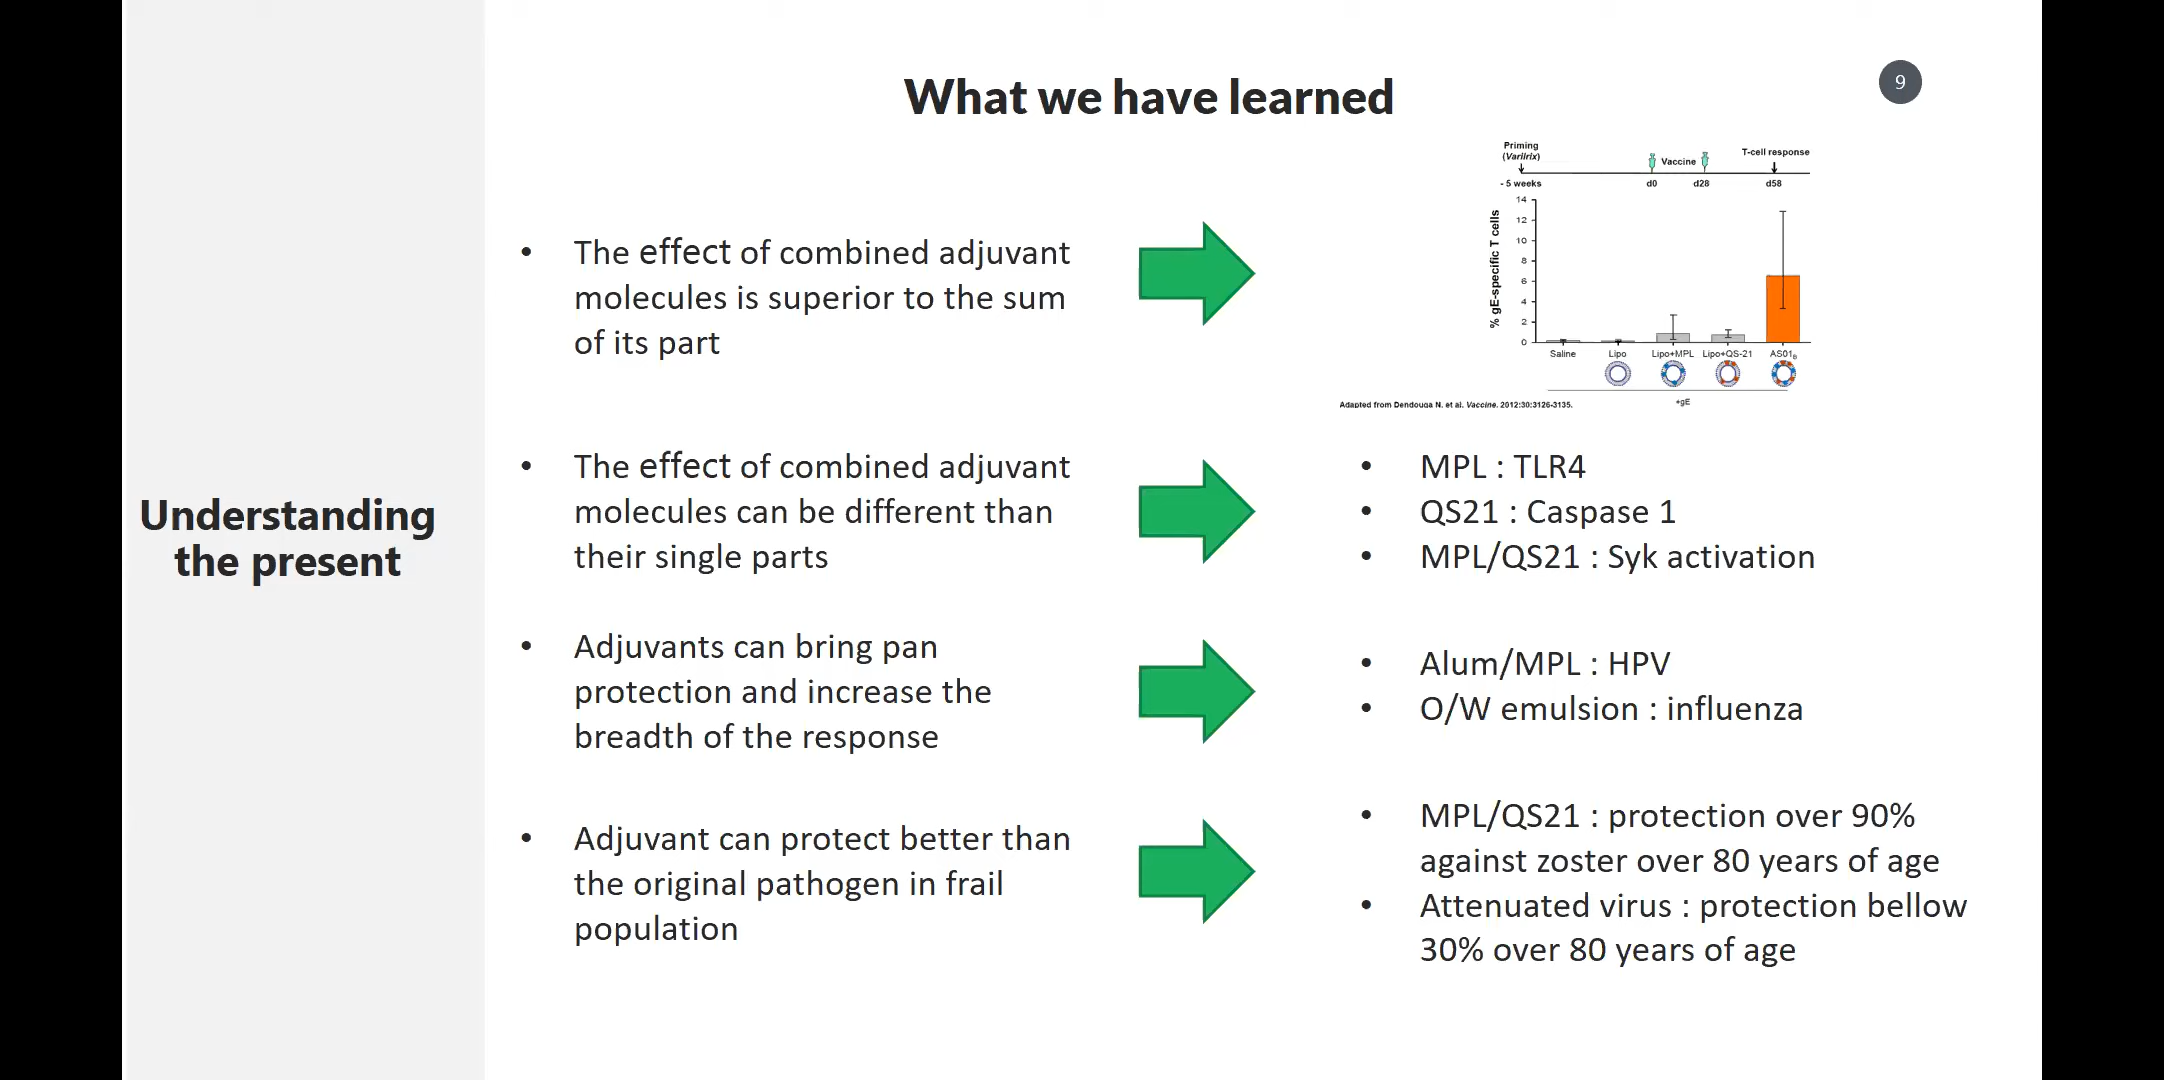 What we have learned
9
Understanding
the present
• The effect of combined adjuvant
molecules is superior to the sum
of its part
Priming
(Varilrix)
Vaccine
T-cell response
- 5 weeks
d0
d28
d58
% gE-specific T cells
14
12
10
8
6
4
2
0
Saline
Lipo
Lipo+MPL
Lipo+QS-21
AS01B
+gE
Adapted from Dendouga N. et al. Vaccine. 2012:30:3126-3135.
• The effect of combined adjuvant
molecules can be different than
their single parts
• MPL : TLR4
• QS21 : Caspase 1
• MPL/QS21 : Syk activation
• Adjuvants can bring pan
protection and increase the
breadth of the response
• Alum/MPL : HPV
• O/W emulsion : influenza
• Adjuvant can protect better than
the original pathogen in frail
population
• MPL/QS21 : protection over 90%
against zoster over 80 years of age
• Attenuated virus : protection bellow
30% over 80 years of age